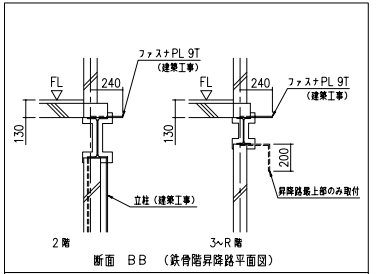 ファスナPL 9T
(建築工事)
240
FL
130
立柱(建築工事)
2階
ファスナPL 9T
(建築工事)
240
FL
130
200
昇降路最上部のみ取付
3~R階
断面 BB (鉄骨階昇降路平面図)